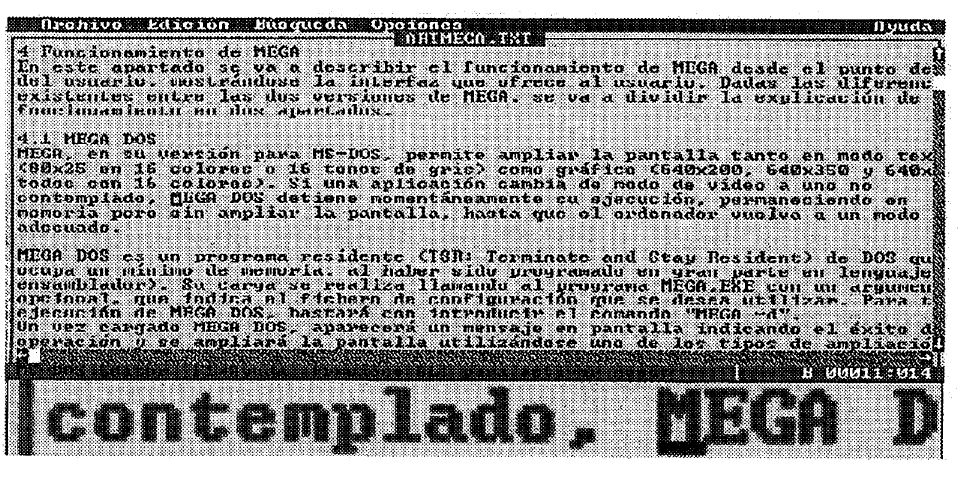 Archivo Edición Búsqueda Opciones Ayuda
DAIMEGA.TXT
4 Funcionamiento de MEGA
En este apartado se va a describir el funcionamiento de MEGA desde el punto de
del usuario, mostrándose la interfaz que ofrece al usuario. Dadas las diferenc
existentes entre las dos versiones de MEGA, se va a dividir la explicación de
funcionamiento en dos apartados.
4.1 MEGA DOS
MEGA, en su versión para MS-DOS, permite ampliar la pantalla tanto en modo tex
(80x25 en 16 colores o 16 tonos de gris) como gráfico (640x200, 640x350 y 640x
todos con 16 colores). Si una aplicación cambia de modo de vídeo a uno no
contemplado, MEGA DOS detiene momentáneamente su ejecución, permaneciendo en
memoria pero sin ampliar la pantalla, hasta que el ordenador vuelva a un modo
adecuado.
MEGA DOS es un programa residente (TSR: Terminate and Stay Resident) de DOS qu
ocupa un mínimo de memoria, al haber sido programado en gran parte en lenguaje
ensamblador). Su carga se realiza llamando al programa MEGA.EXE con un argumen
opcional, que indica el fichero de configuración que se desea utilizar. Para
ejecución de MEGA DOS, bastará con introducir el comando "MEGA -d".
Un vez cargado MEGA DOS, aparecerá un mensaje en pantalla indicando el éxito d
operación y se ampliará la pantalla utilizándose uno de los tipos de ampliació
N 00011:014
contemplado, MEGA D